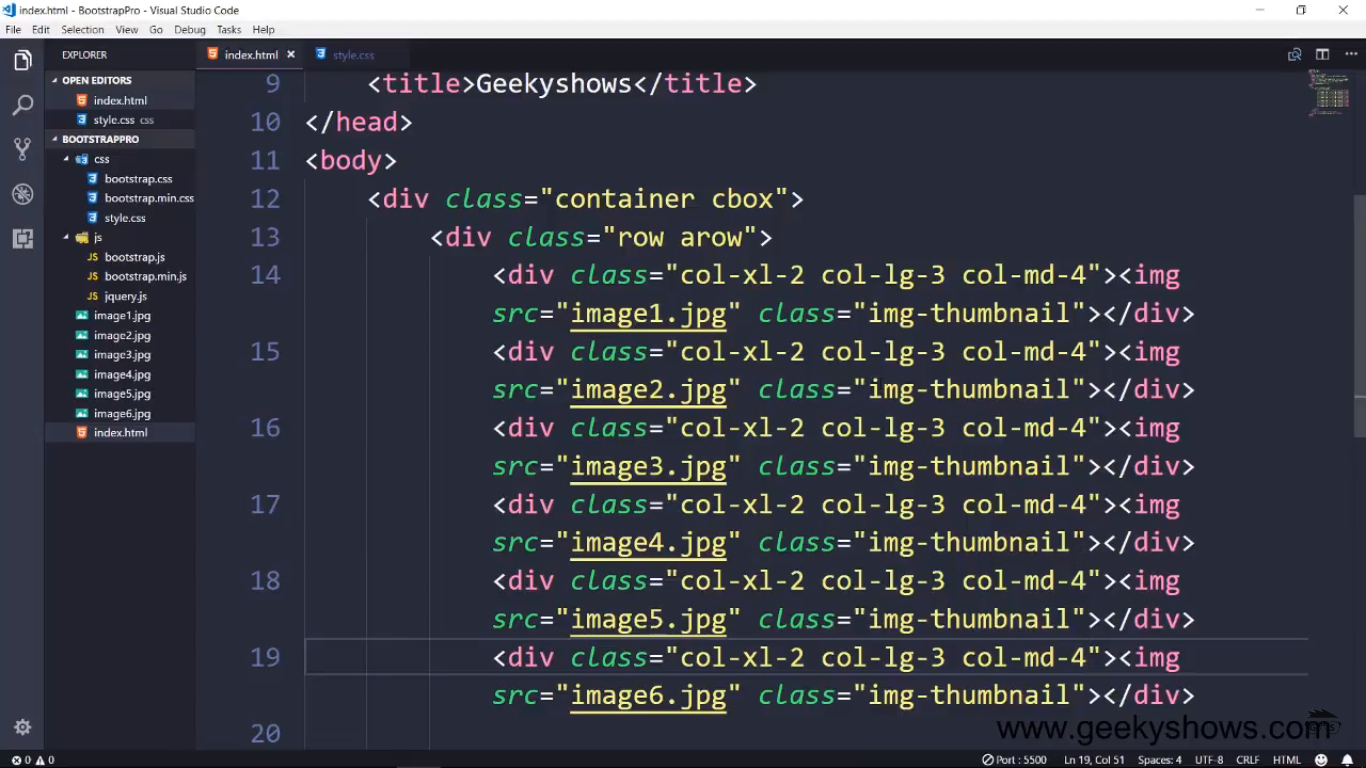 index.html - BootstrapPro - Visual Studio Code
File Edit Selection View Go Debug Tasks Help
EXPLORER
OPEN EDITORS
index.html
style.css css
BOOTSTRAPPRO
css
bootstrap.css
bootstrap.min.css
style.css
js
JS bootstrap.js
JS bootstrap.min.js
JS jquery.js
image1.jpg
image2.jpg
image3.jpg
image4.jpg
image5.jpg
image6.jpg
index.html
index.html style.css
9 <title>Geekyshows</title>
10 </head>
11 <body>
12 <div class="container cbox">
13 <div class="row arow">
14 <div class="col-xl-2 col-lg-3 col-md-4"><img
src="image1.jpg" class="img-thumbnail"></div>
15 <div class="col-xl-2 col-lg-3 col-md-4"><img
src="image2.jpg" class="img-thumbnail"></div>
16 <div class="col-xl-2 col-lg-3 col-md-4"><img
src="image3.jpg" class="img-thumbnail"></div>
17 <div class="col-xl-2 col-lg-3 col-md-4"><img
src="image4.jpg" class="img-thumbnail"></div>
18 <div class="col-xl-2 col-lg-3 col-md-4"><img
src="image5.jpg" class="img-thumbnail"></div>
19 <div class="col-xl-2 col-lg-3 col-md-4"><img
src="image6.jpg" class="img-thumbnail"></div>
20
www.geekyshows.com
0 0 Port : 5500 Ln 19, Col 51 Spaces: 4 UTF-8 CRLF HTML